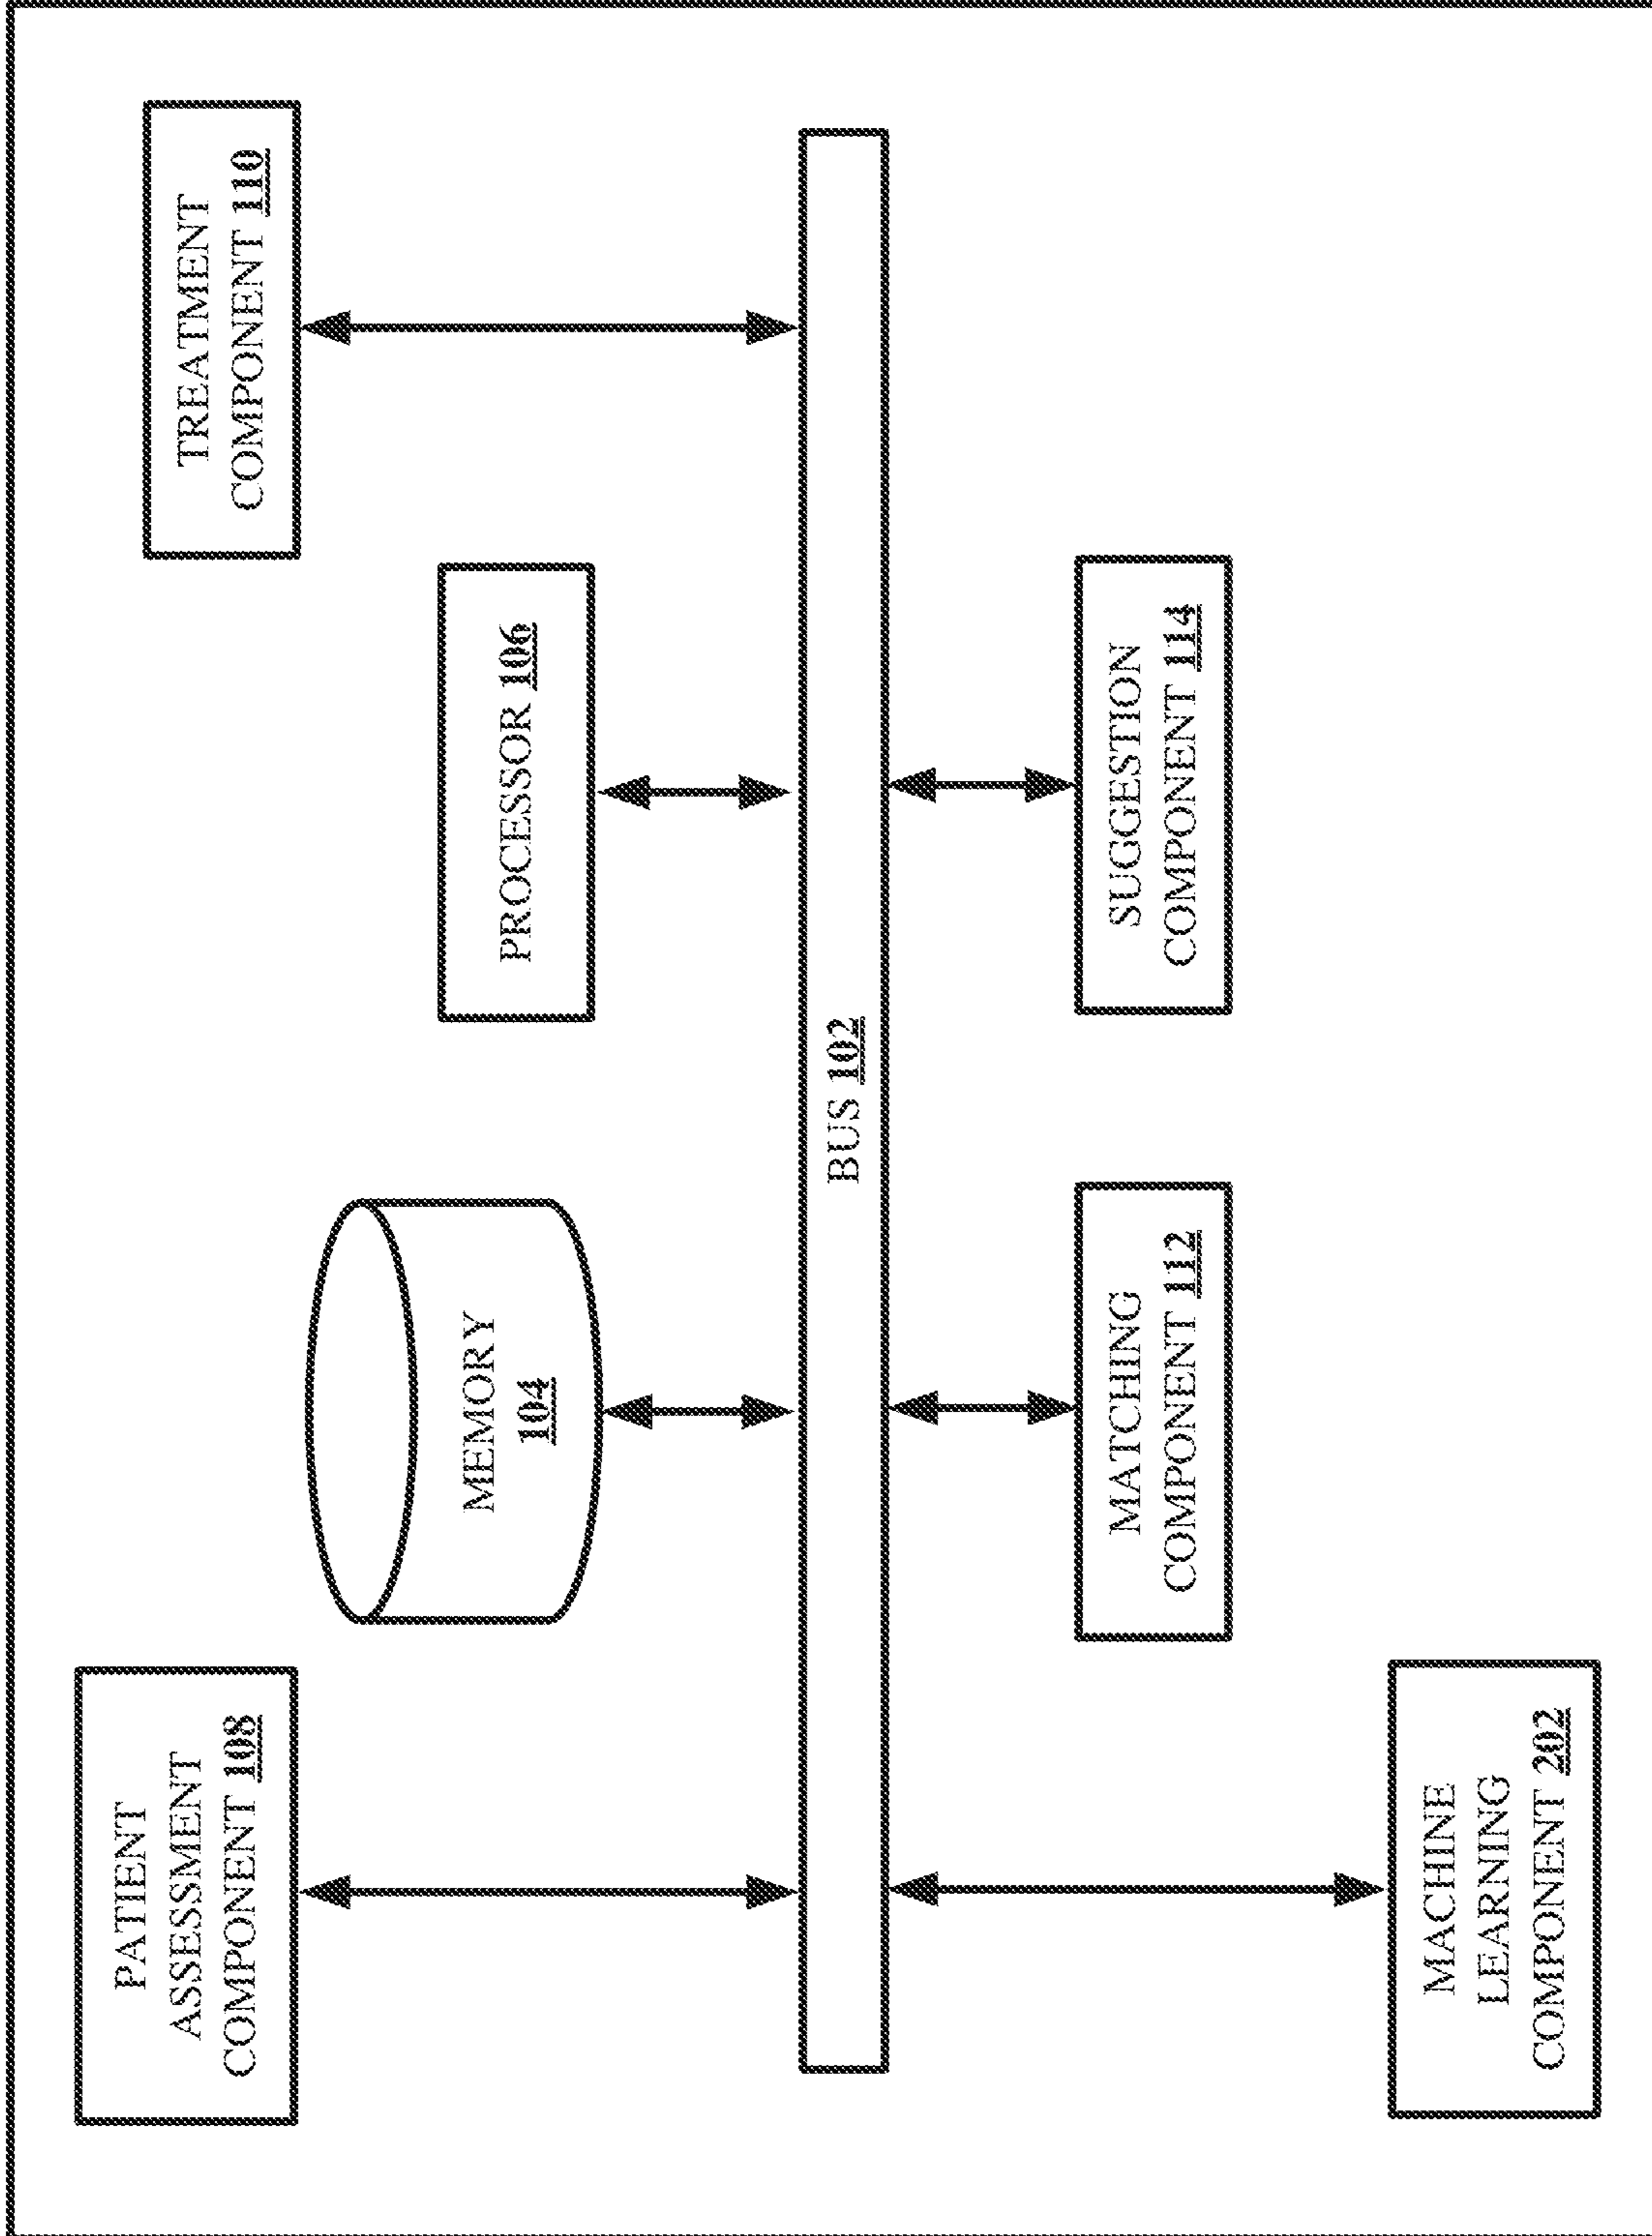 PATIENT
ASSESSMENT
COMPONENT 108
MEMORY
104
PROCESSOR 106
TREATMENT
COMPONENT 110
BUS 102
MACHINE
LEARNING
COMPONENT 202
MATCHING
COMPONENT 112
SUGGESTION
COMPONENT 114